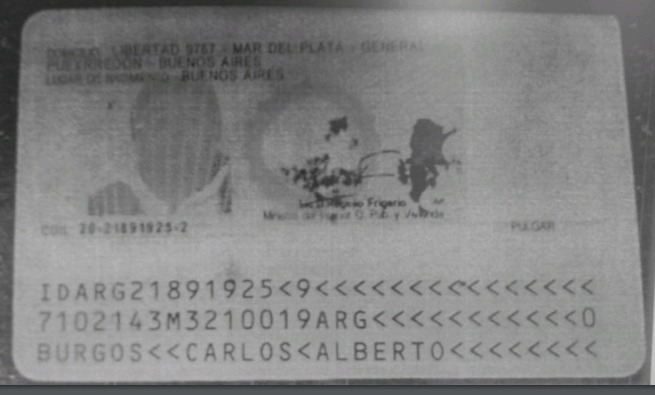 DOMICILIO: LIBERTAD 9767 - MAR DEL PLATA - GENERAL
PUEYRREDON - BUENOS AIRES
LUGAR DE NACIMIENTO: BUENOS AIRES
Rogelio Frigerio
Ministro del Interior, O. Pub. y Vivienda
CUIL: 20-21891925-2
PULGAR
IDARG21891925<9<<<<<<<<<<<<<<<
7102143M3210019ARG<<<<<<<<<<<0
BURGOS<<CARLOS<ALBERTO<<<<<<<<